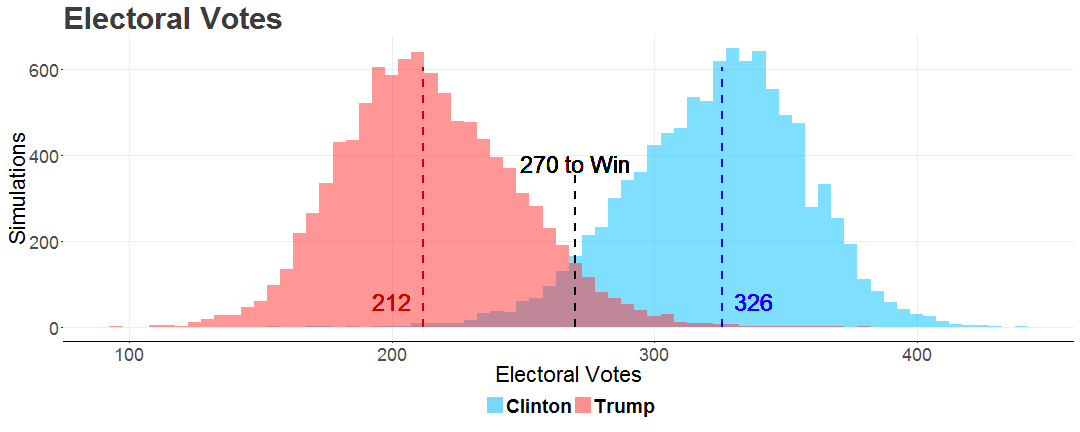 Electoral Votes
Simulations
600
400
200
0
270 to Win
212
326
100
200
300
400
Electoral Votes
Clinton
Trump